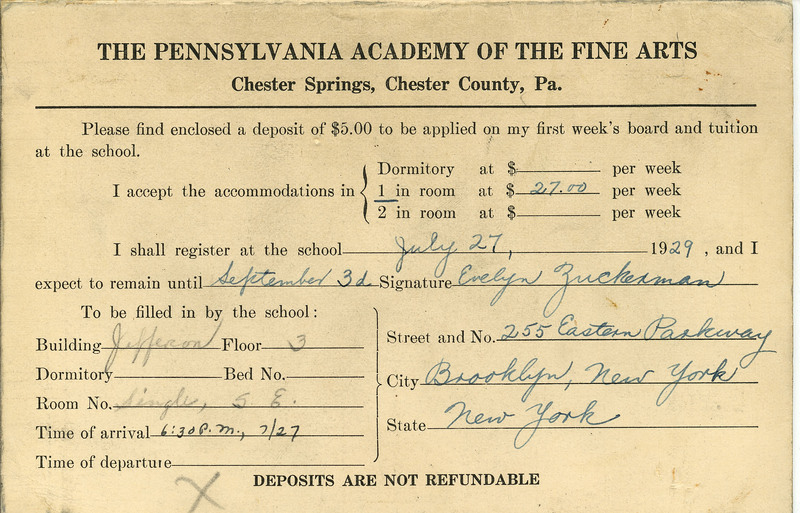 THE PENNSYLVANIA ACADEMY OF THE FINE ARTS
Chester Springs, Chester County, Pa.
Please find enclosed a deposit of $5.00 to be applied on my first week's board and tuition
at the school.
Dormitory at $ per week
I accept the accommodations in 1 in room at $ 27.00 per week
2 in room at $ per week
I shall register at the school July 27, 1929, and I
expect to remain until September 3d Signature Evelyn Zuckerman
To be filled in by the school:
Building Jefferson Floor 3
Dormitory Bed No.
Room No. Single, S E.
Time of arrival 6:30 P.M., 7/27
Time of departure
Street and No. 255 Eastern Parkway
City Brooklyn, New York
State New York
X
DEPOSITS ARE NOT REFUNDABLE